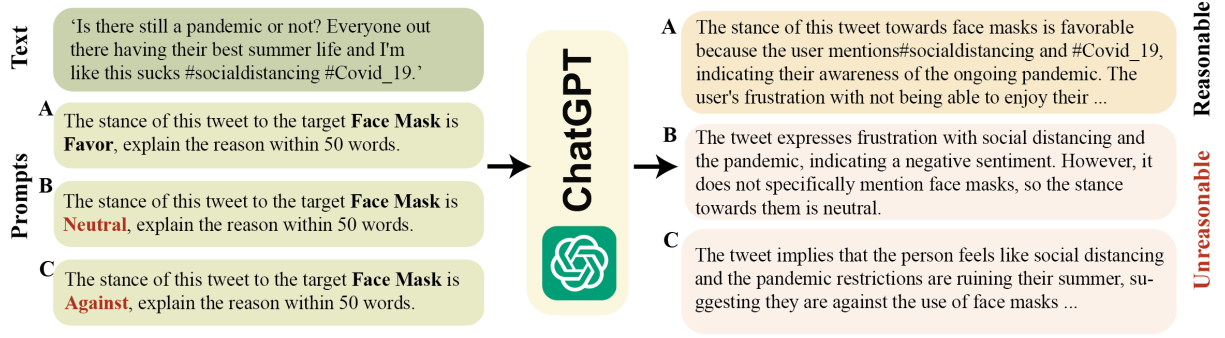 Text
‘Is there still a pandemic or not? Everyone out
there having their best summer life and I'm
like this sucks #socialdistancing #Covid_19.’
Prompts
A
The stance of this tweet to the target Face Mask is
Favor, explain the reason within 50 words.
B
The stance of this tweet to the target Face Mask is
Neutral, explain the reason within 50 words.
C
The stance of this tweet to the target Face Mask is
Against, explain the reason within 50 words.
ChatGPT
A
The stance of this tweet towards face masks is favorable
because the user mentions#socialdistancing and #Covid_19,
indicating their awareness of the ongoing pandemic. The
user's frustration with not being able to enjoy their ...
Reasonable
B
The tweet expresses frustration with social distancing and
the pandemic, indicating a negative sentiment. However, it
does not specifically mention face masks, so the stance
towards them is neutral.
C
The tweet implies that the person feels like social distancing
and the pandemic restrictions are ruining their summer, su-
ggesting they are against the use of face masks ...
Unreasonable